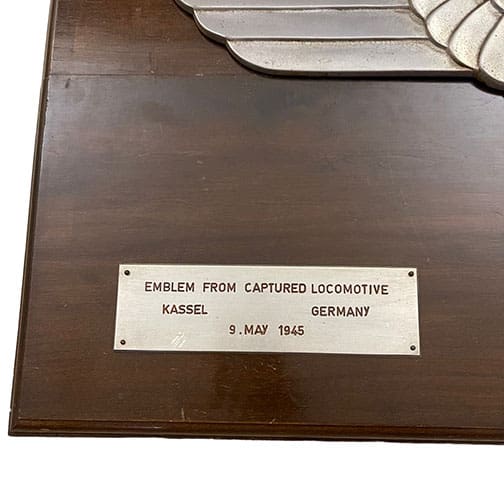 EMBLEM FROM CAPTURED LOCOMOTIVE
KASSEL GERMANY
9. MAY 1945